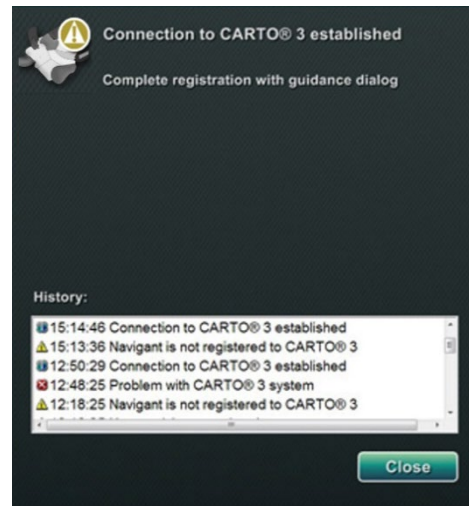 Connection to CARTO® 3 established
Complete registration with guidance dialog
History:
15:14:46 Connection to CARTO® 3 established
15:13:36 Navigant is not registered to CARTO® 3
12:50:29 Connection to CARTO® 3 established
12:48:25 Problem with CARTO® 3 system
12:18:25 Navigant is not registered to CARTO® 3
Close